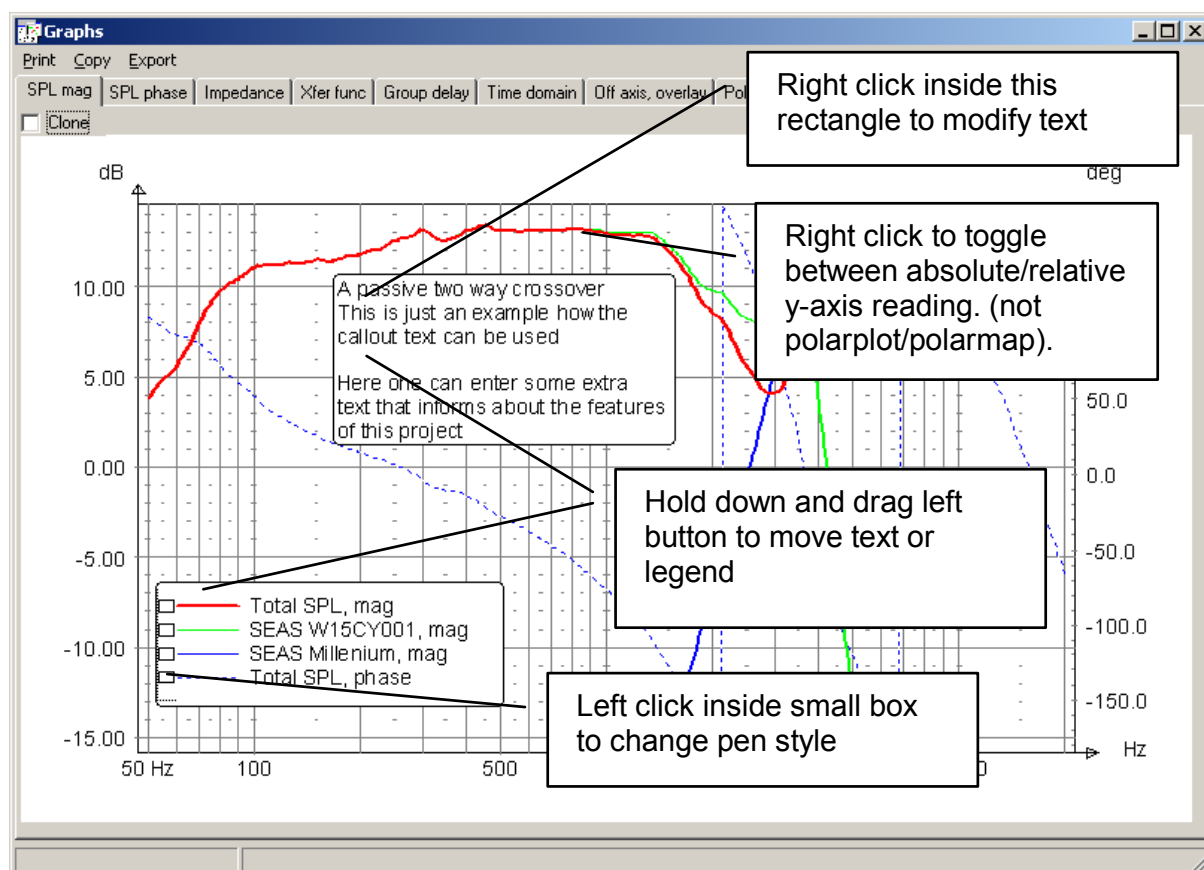 Graphs
Print Copy Export
SPL mag SPL phase Impedance Xfer func Group delay Time domain Off axis, overlay
Clone
Right click inside this
rectangle to modify text
dB
deg
Right click to toggle
between absolute/relative
y-axis reading. (not
polarplot/polarmap).
10.00
5.00
0.00
-5.00
-10.00
-15.00
A passive two way crossover
This is just an example how the
callout text can be used
Here one can enter some extra
text that informs about the features
of this project
50.0
0.0
-50.0
-100.0
-150.0
Hold down and drag left
button to move text or
legend
Total SPL, mag
SEAS W15CY001, mag
SEAS Millenium, mag
Total SPL, phase
Left click inside small box
to change pen style
50 Hz 100 500 Hz